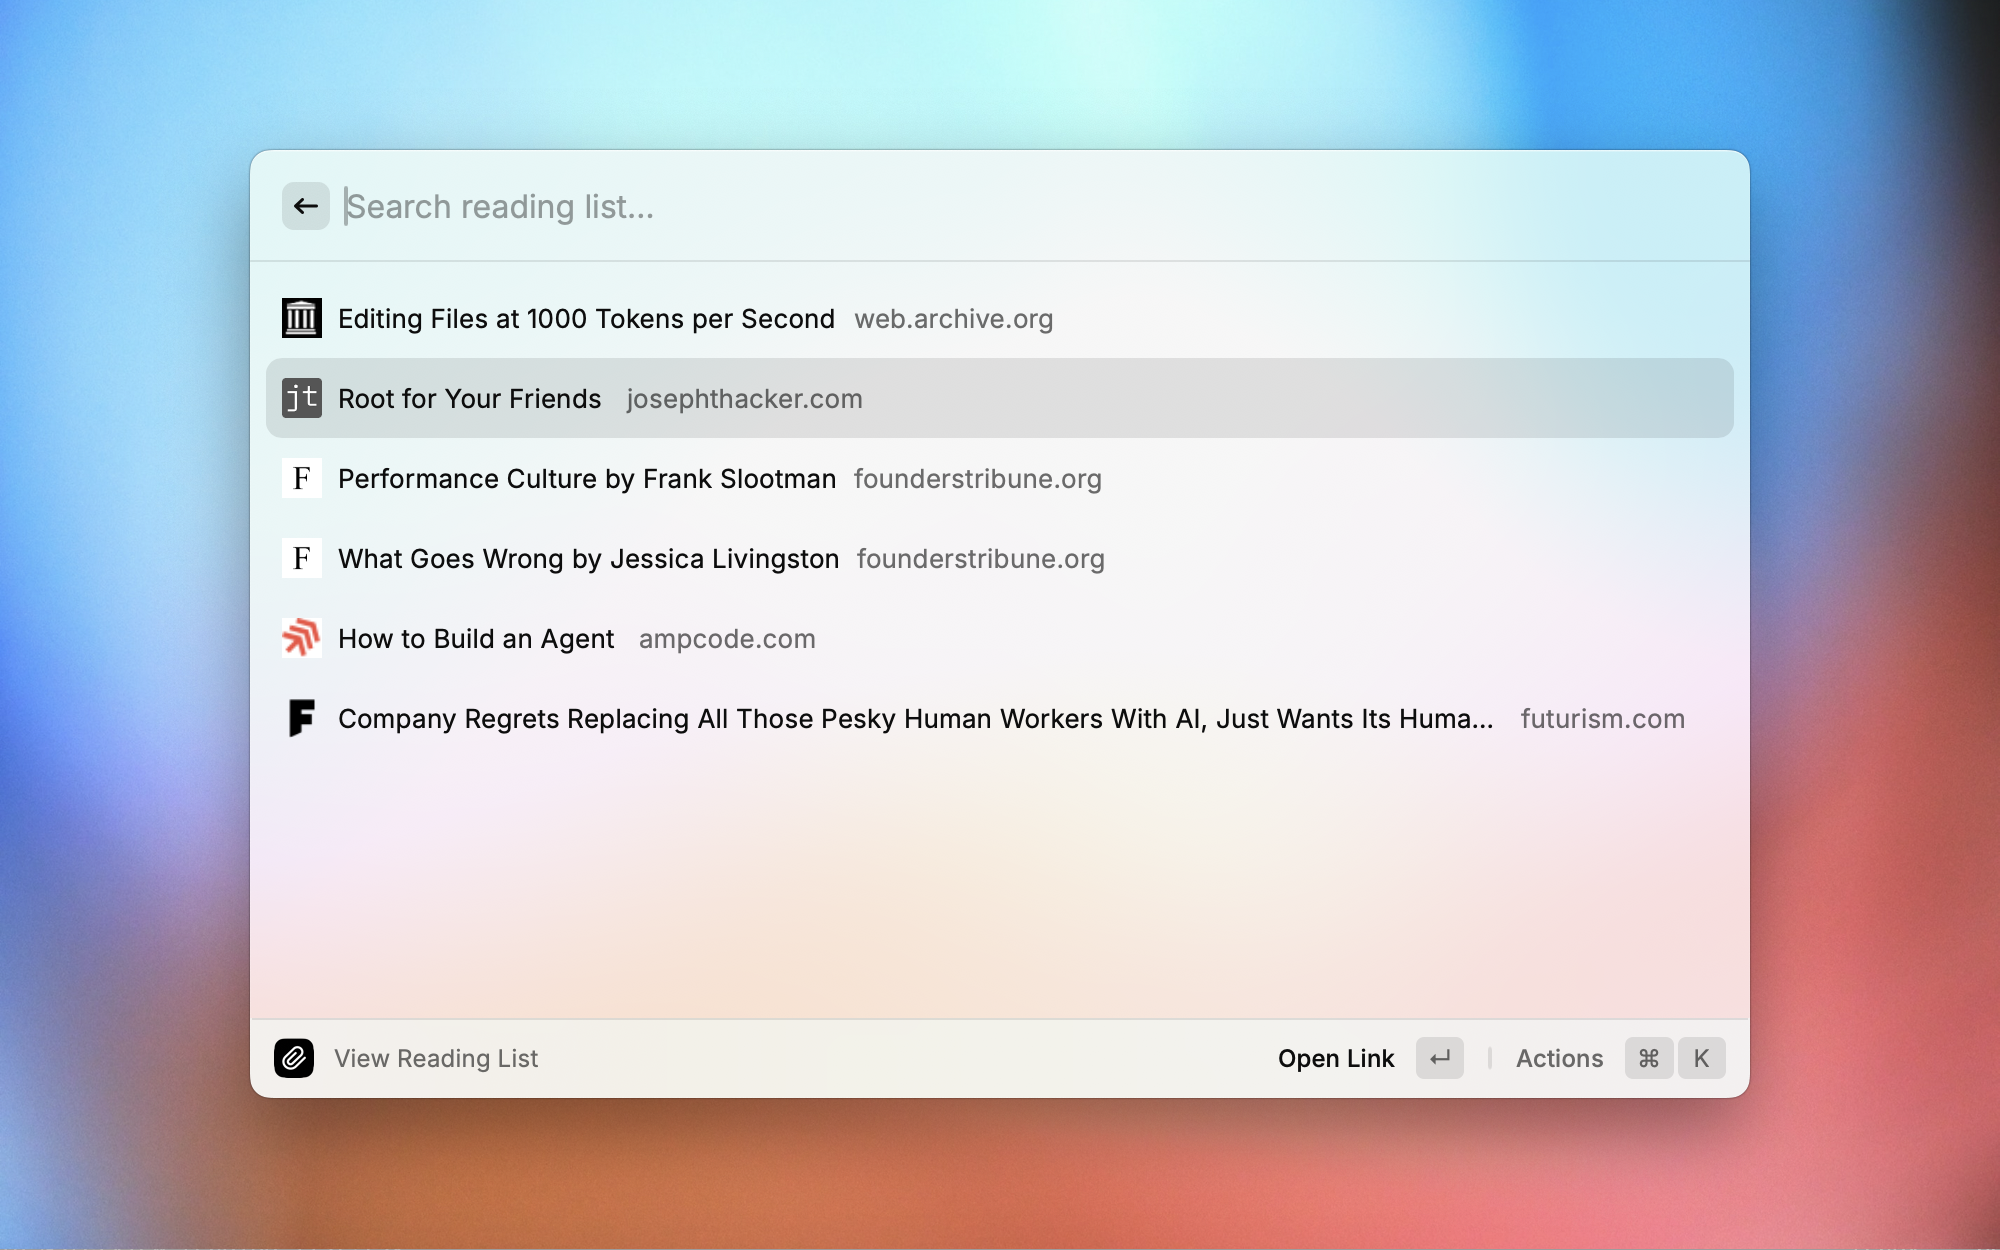 Search reading list...
Editing Files at 1000 Tokens per Second web.archive.org
jt Root for Your Friends josephthacker.com
F Performance Culture by Frank Slootman founderstribune.org
F What Goes Wrong by Jessica Livingston founderstribune.org
How to Build an Agent ampcode.com
F Company Regrets Replacing All Those Pesky Human Workers With AI, Just Wants Its Huma... futurism.com
View Reading List Open Link ↵ Actions ⌘ K